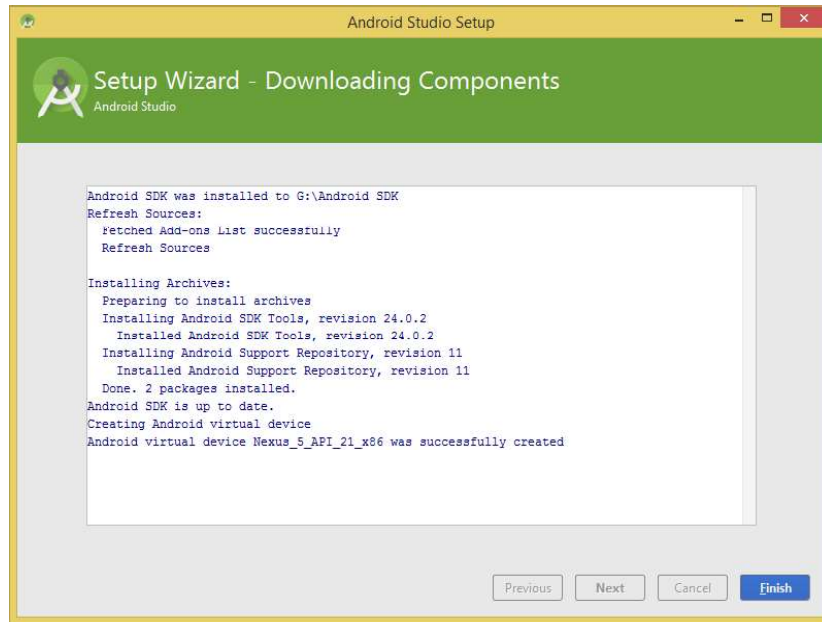 Android Studio Setup
Setup Wizard - Downloading Components
Android Studio
Android SDK was installed to G:\Android SDK
Refresh Sources:
Fetched Add-ons List successfully
Refresh Sources
Installing Archives:
Preparing to install archives
Installing Android SDK Tools, revision 24.0.2
Installed Android SDK Tools, revision 24.0.2
Installing Android Support Repository, revision 11
Installed Android Support Repository, revision 11
Done. 2 packages installed.
Android SDK is up to date.
Creating Android virtual device
Android virtual device Nexus_5_API_21_x86 was successfully created
Previous Next Cancel Finish